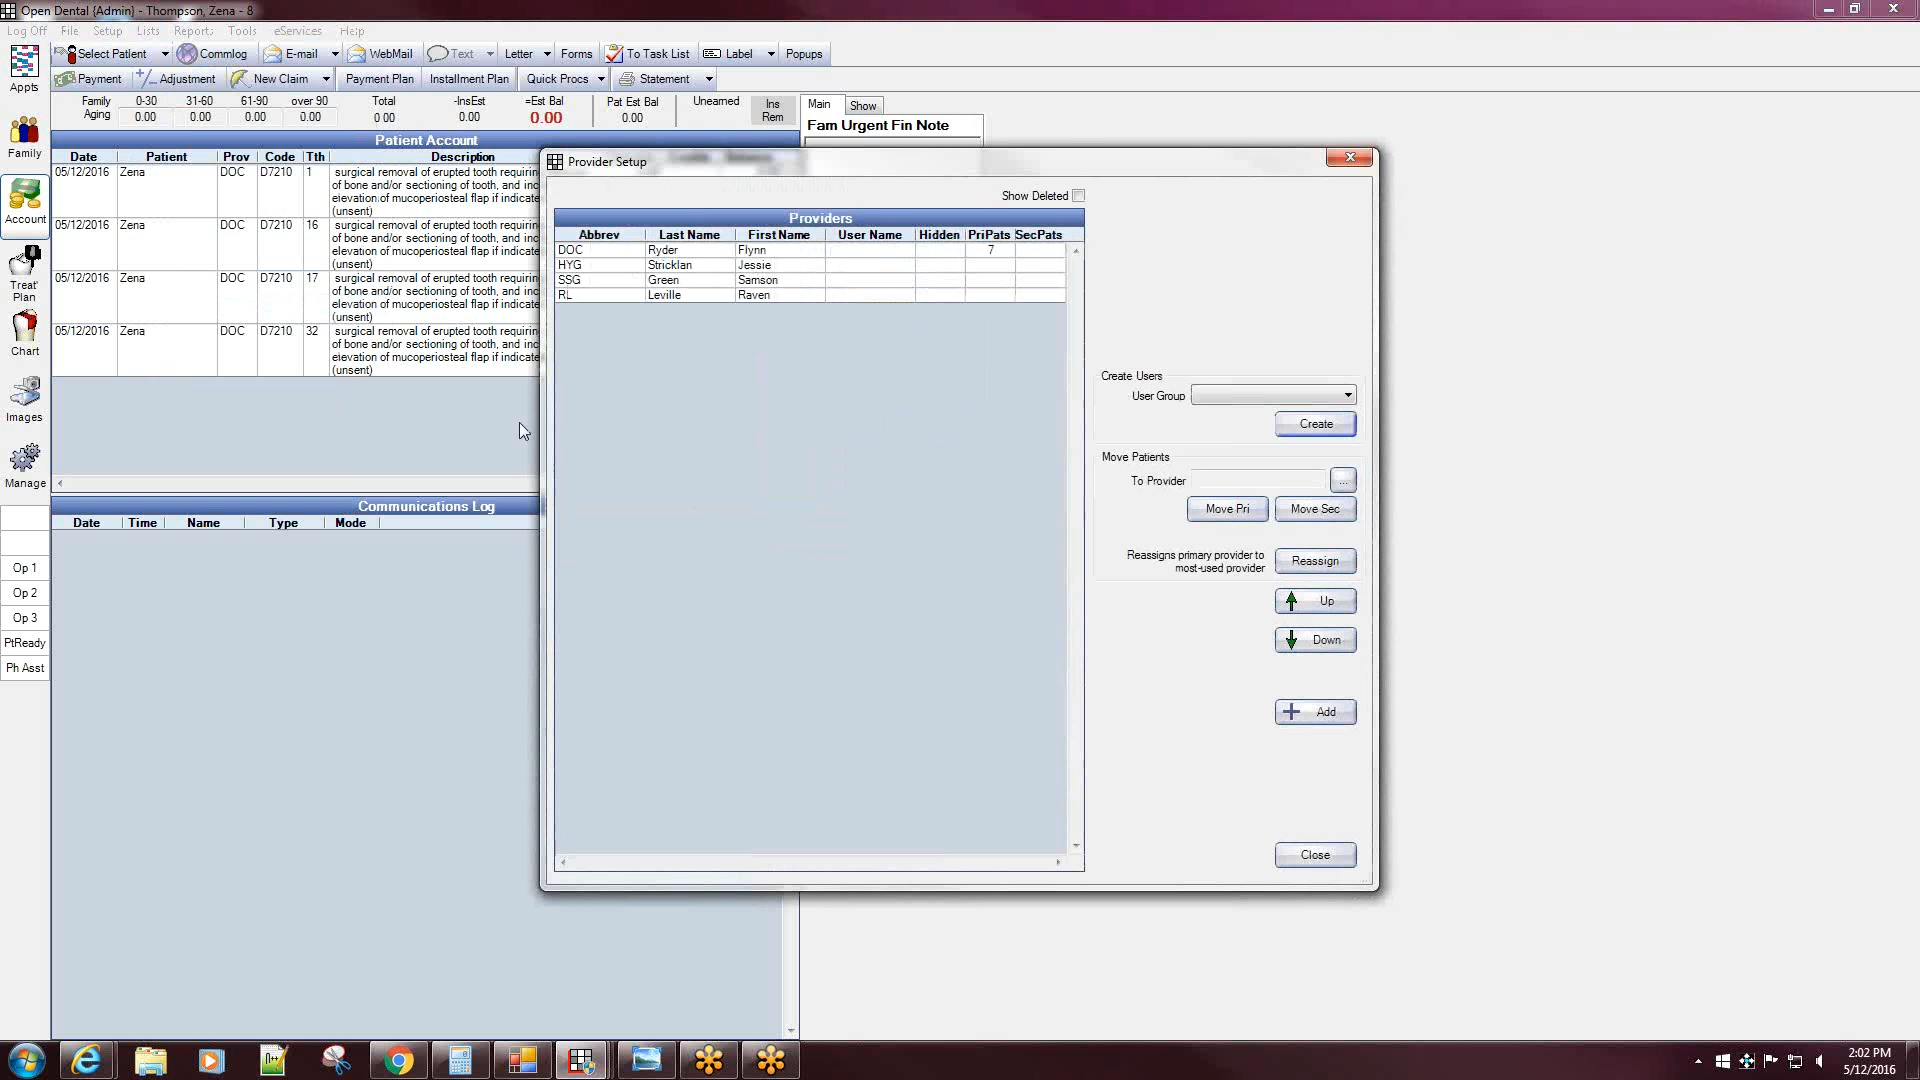 Open Dental {Admin} - Thompson, Zena - 8
Log Off File Setup Lists Reports Tools eServices Help
Select Patient Commlog E-mail WebMail Text Letter Forms To Task List Label Popups
Payment Adjustment New Claim Payment Plan Installment Plan Quick Procs Statement
Appts
Family
Account
Treat' Plan
Chart
Images
Manage
Op 1
Op 2
Op 3
PtReady
Ph Asst
Family Aging 0-30 31-60 61-90 over 90 Total -InsEst =Est Bal Pat Est Bal Unearned Ins Rem
0.00 0.00 0.00 0.00 0 00 0.00 0.00 0.00
Main Show
Fam Urgent Fin Note
Patient Account
Date Patient Prov Code Tth Description
05/12/2016 Zena DOC D7210 1 surgical removal of erupted tooth requirin
of bone and/or sectioning of tooth, and inc
elevation of mucoperiosteal flap if indicate
(unsent)
05/12/2016 Zena DOC D7210 16 surgical removal of erupted tooth requirin
of bone and/or sectioning of tooth, and inc
elevation of mucoperiosteal flap if indicate
(unsent)
05/12/2016 Zena DOC D7210 17 surgical removal of erupted tooth requirin
of bone and/or sectioning of tooth, and inc
elevation of mucoperiosteal flap if indicate
(unsent)
05/12/2016 Zena DOC D7210 32 surgical removal of erupted tooth requirin
of bone and/or sectioning of tooth, and inc
elevation of mucoperiosteal flap if indicate
(unsent)
Communications Log
Date Time Name Type Mode
Provider Setup
Show Deleted
Providers
Abbrev Last Name First Name User Name Hidden PriPats SecPats
DOC Ryder Flynn 7
HYG Stricklan Jessie
SSG Green Samson
RL Leville Raven
Create Users
User Group
Create
Move Patients
To Provider ...
Move Pri Move Sec
Reassigns primary provider to
most-used provider
Reassign
Up
Down
Add
Close
2:02 PM
5/12/2016